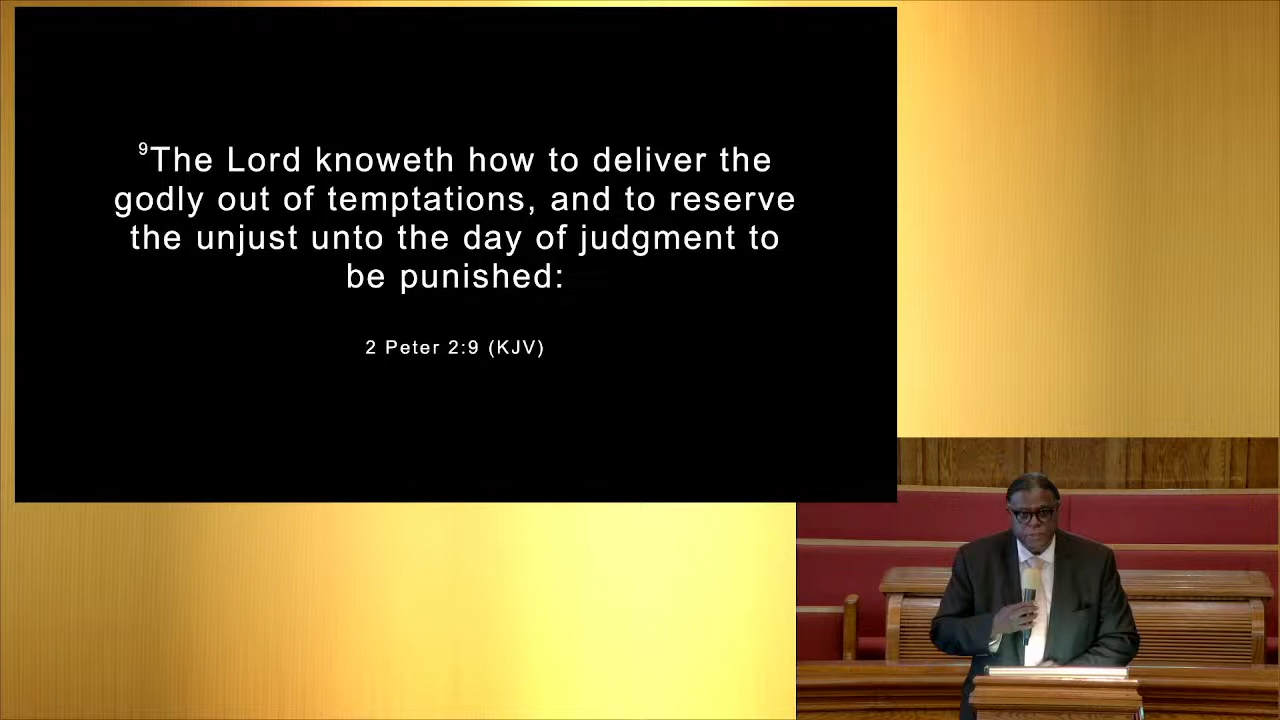 ⁹The Lord knoweth how to deliver the
godly out of temptations, and to reserve
the unjust unto the day of judgment to
be punished:
2 Peter 2:9 (KJV)